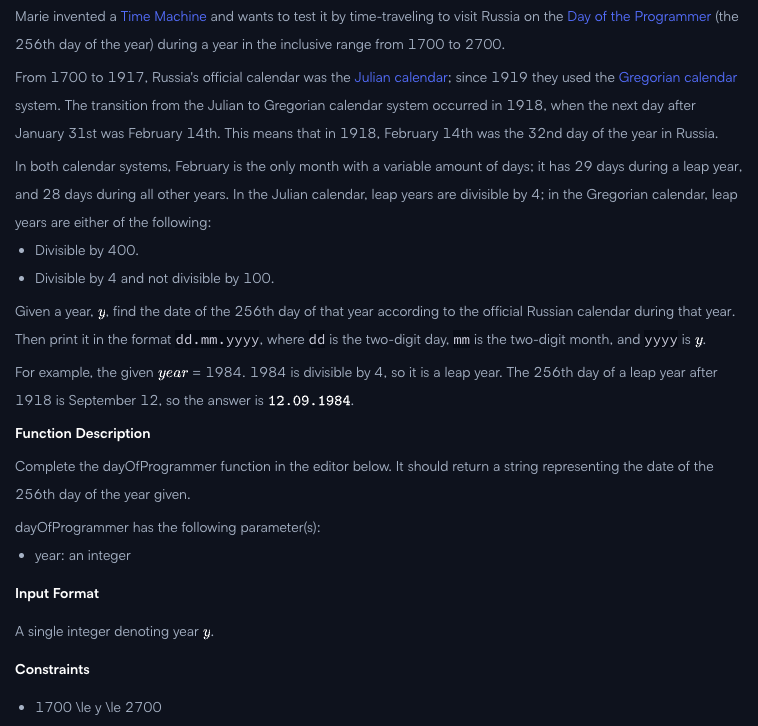 Marie invented a Time Machine and wants to test it by time-traveling to visit Russia on the Day of the Programmer (the
256th day of the year) during a year in the inclusive range from 1700 to 2700.
From 1700 to 1917, Russia's official calendar was the Julian calendar; since 1919 they used the Gregorian calendar
system. The transition from the Julian to Gregorian calendar system occurred in 1918, when the next day after
January 31st was February 14th. This means that in 1918, February 14th was the 32nd day of the year in Russia.
In both calendar systems, February is the only month with a variable amount of days; it has 29 days during a leap year,
and 28 days during all other years. In the Julian calendar, leap years are divisible by 4; in the Gregorian calendar, leap
years are either of the following:
• Divisible by 400.
• Divisible by 4 and not divisible by 100.
Given a year, y, find the date of the 256th day of that year according to the official Russian calendar during that year.
Then print it in the format dd.mm.yyyy, where dd is the two-digit day, mm is the two-digit month, and yyyy is y.
For example, the given year = 1984. 1984 is divisible by 4, so it is a leap year. The 256th day of a leap year after
1918 is September 12, so the answer is 12.09.1984.
Function Description
Complete the dayOfProgrammer function in the editor below. It should return a string representing the date of the
256th day of the year given.
dayOfProgrammer has the following parameter(s):
• year: an integer
Input Format
A single integer denoting year y.
Constraints
• 1700 \le y \le 2700